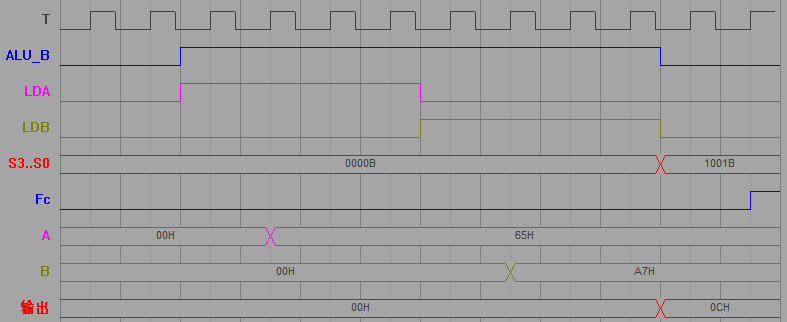 T
ALU_B
LDA
LDB
S3..S0 0000B 1001B
Fc
A 00H 65H
B 00H A7H
输出 00H 0CH